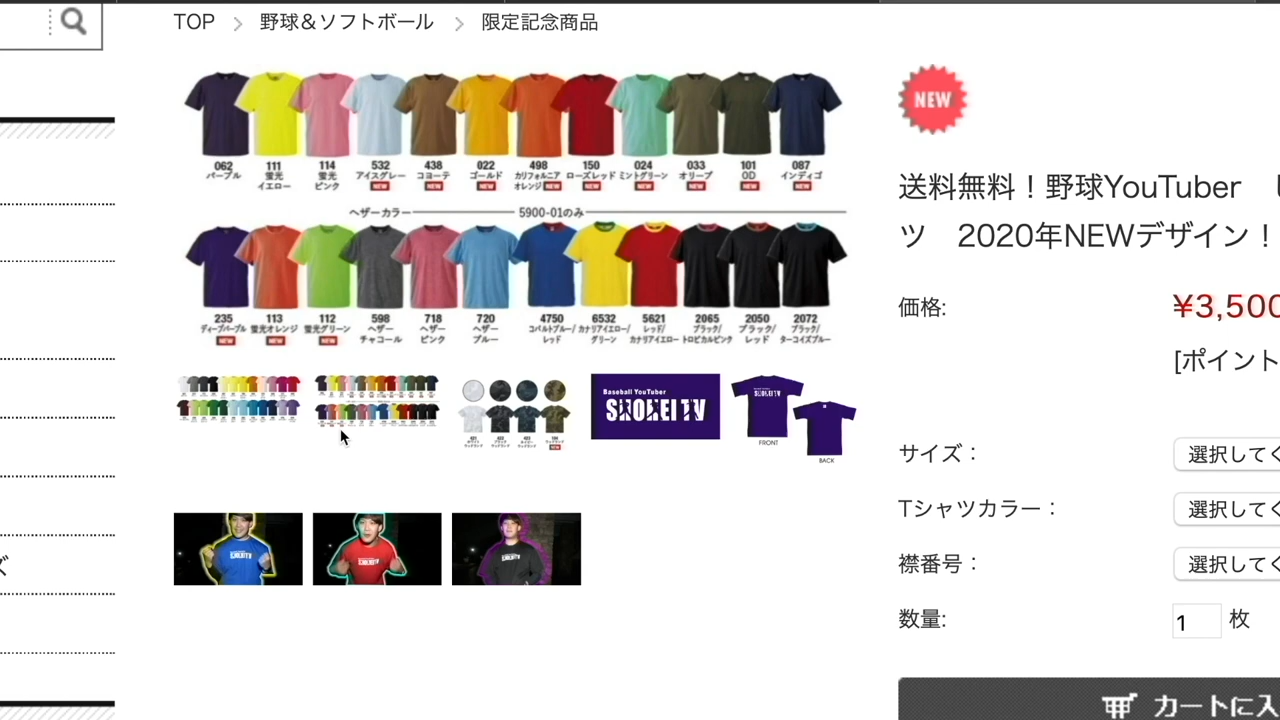 TOP > 野球&ソフトボール > 限定記念商品
NEW
062 111 114 532 438 022 498 150 024 033 101 087
パープル 蛍光イエロー 蛍光ピンク アイスグレー コヨーテ ゴールド カリフォルニアオレンジ ローズレッド ミントグリーン オリーブ OD インディゴ
NEW NEW NEW NEW NEW NEW NEW NEW NEW
送料無料!野球YouTuber
ツ 2020年NEWデザイン!
ヘザーカラー 5900-01のみ
235 113 112 598 718 720 4750 6532 5621 2065 2050 2072
ディープパープル 蛍光オレンジ 蛍光グリーン ヘザーチャコール ヘザーピンク ヘザーブルー コバルトブルー/レッド カナリアイエロー/グリーン レッド/カナリアイエロー ブラック/トロピカルピンク ブラック/レッド ブラック/ターコイズブルー
NEW NEW NEW
価格: ¥3,500
[ポイント
Baseball YouTuber
SHOHEI TV
FRONT
BACK
サイズ: 選択してく
Tシャツカラー: 選択してく
襟番号: 選択してく
ズ
数量: 1 枚
カートに入